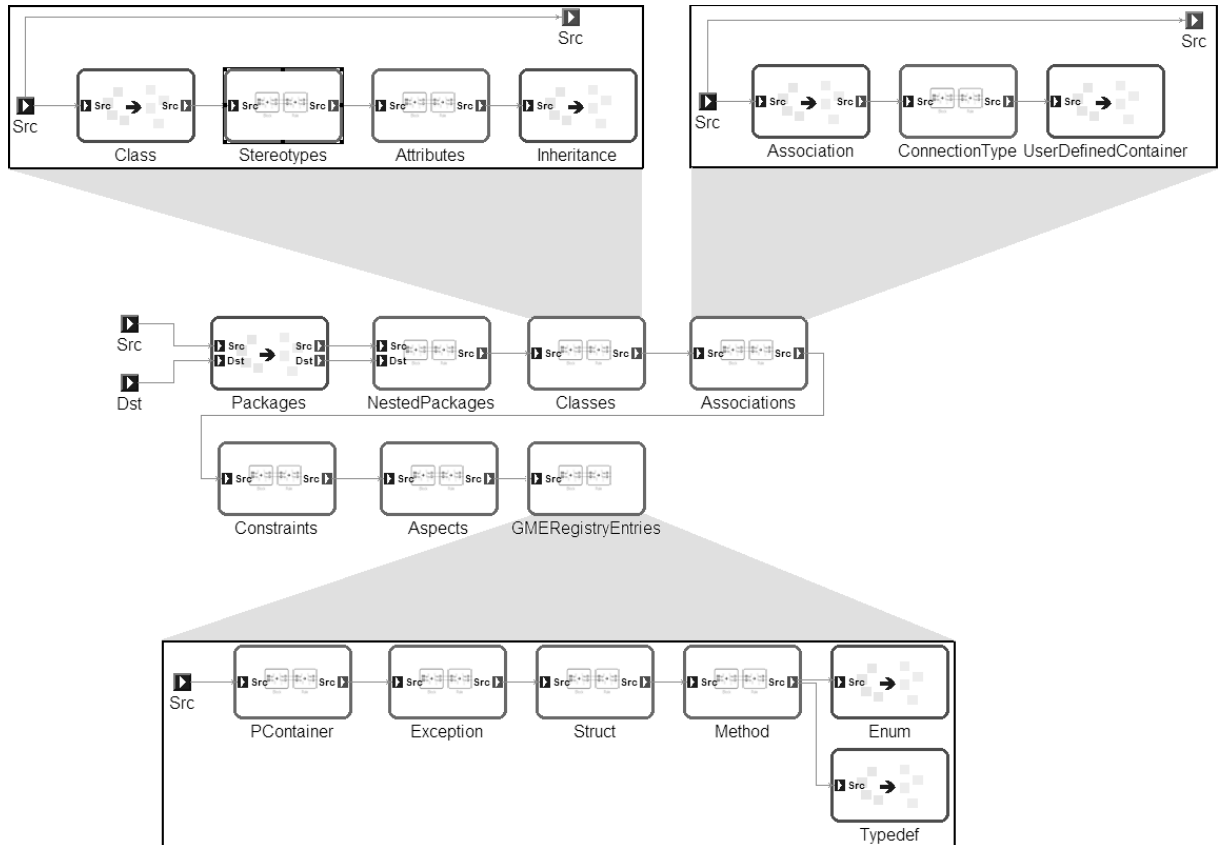 Src Src
Src Src Src Src Src Src Src Src
Class Stereotypes Attributes Inheritance
Src Src
Src Src Src Src Src Src
Association ConnectionType UserDefinedContainer
Src Src Src Src Src Src Src Src
Src
Dst Dst Dst
Dst
Packages NestedPackages Classes Associations
Src Src Src Src Src
Constraints Aspects GMERegistryEntries
Src Src Src Src Src Src Src Src Src
Src
PContainer Exception Struct Method Enum
Src
Typedef